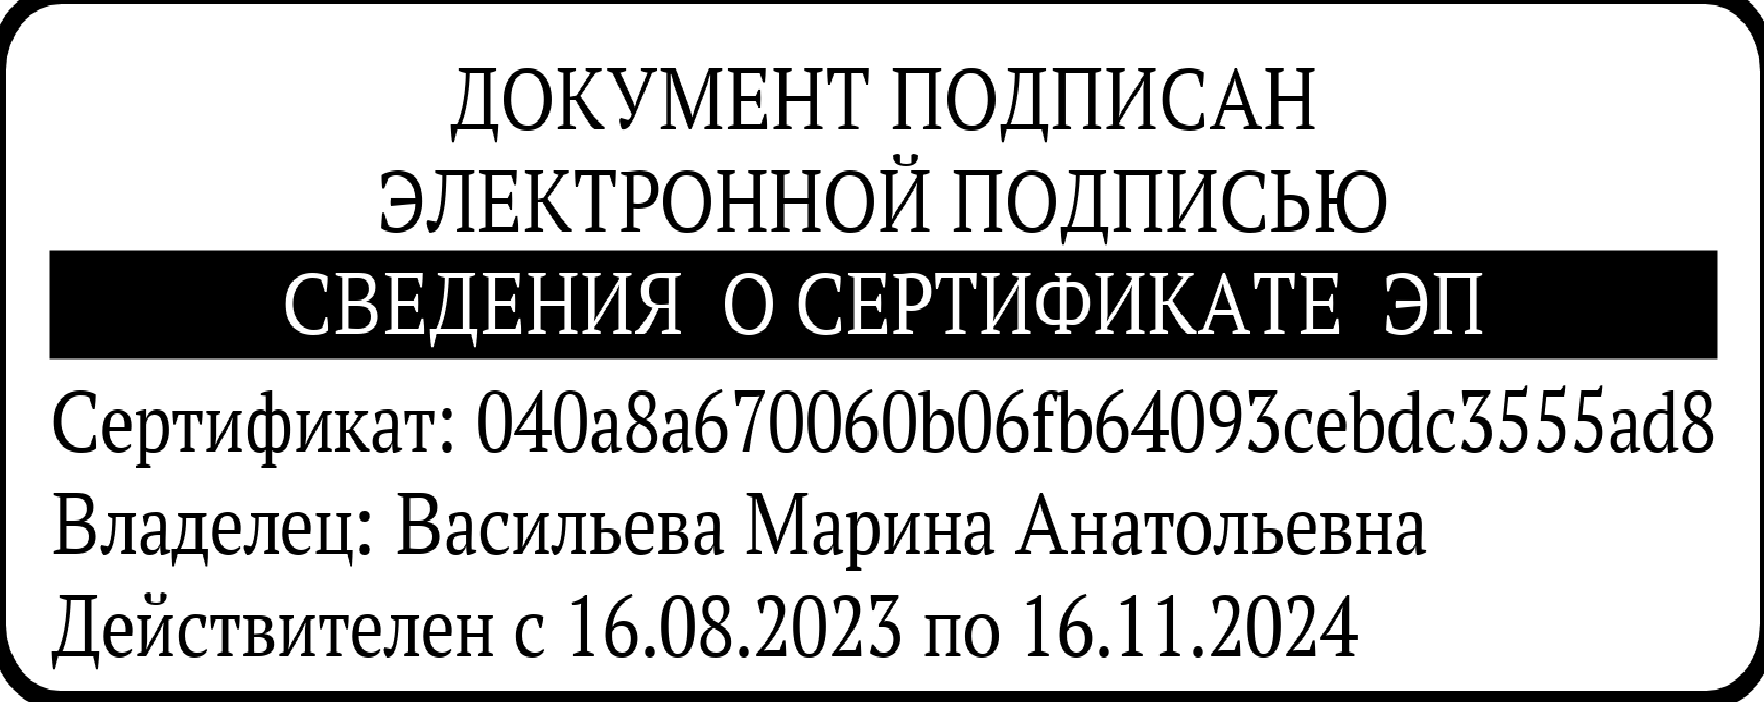 ДОКУМЕНТ ПОДПИСАН
ЭЛЕКТРОННОЙ ПОДПИСЬЮ
СВЕДЕНИЯ О СЕРТИФИКАТЕ ЭП
Сертификат: 040a8a670060b06fb64093cebdc3555ad8
Владелец: Васильева Марина Анатольевна
Действителен с 16.08.2023 по 16.11.2024